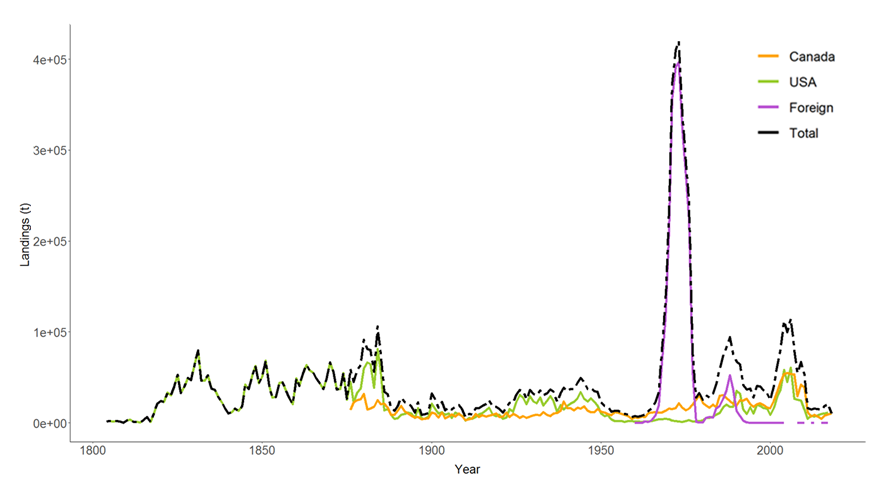 4e+05
3e+05
2e+05
1e+05
0e+00
Landings (t)
1800 1850 1900 1950 2000
Year
Canada
USA
Foreign
Total